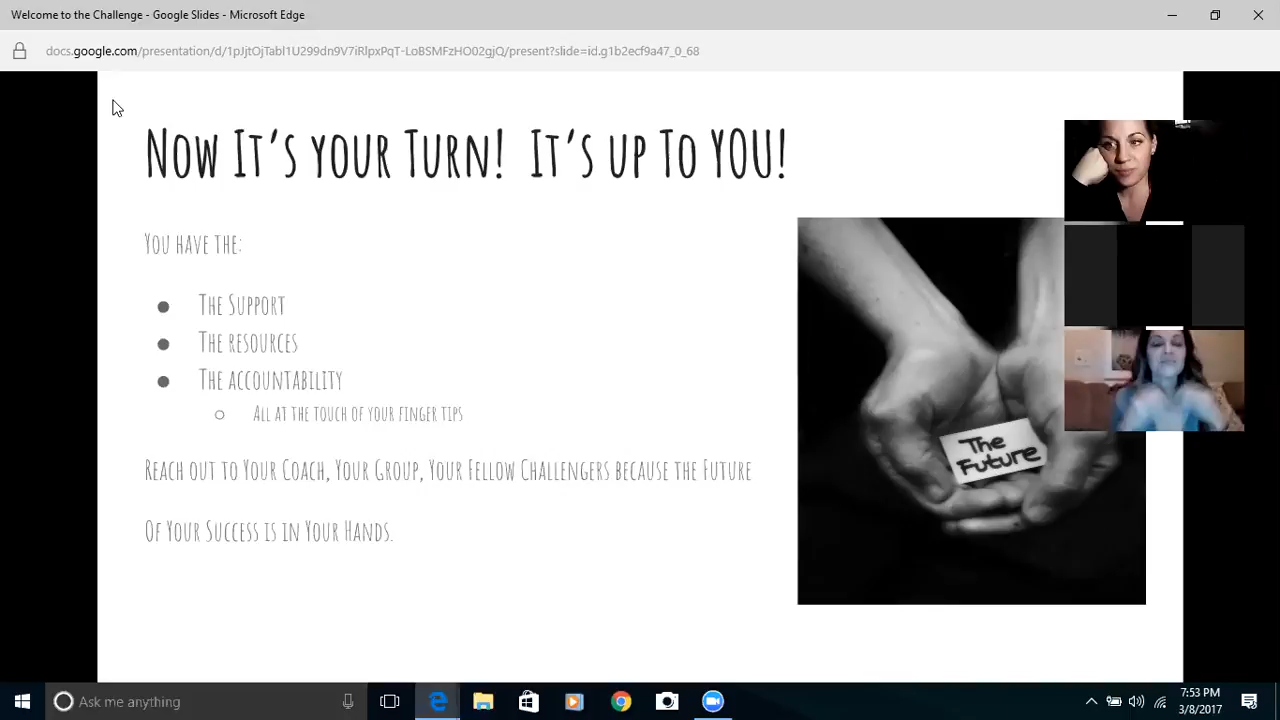 Welcome to the Challenge - Google Slides - Microsoft Edge
docs.google.com/presentation/d/1pJjtOjTabl1U299dn9V7iRlpxPqT-LoBSMFzHO02gjQ/present?slide=id.g1b2ecf9a47_0_68
Now It's your Turn! It's up To YOU!
You have the:
● The Support
● The resources
● The accountability
○ All at the touch of your finger tips
Reach out to Your Coach, Your Group, Your Fellow Challengers because the Future
Of Your Success is in Your Hands.
The
Future
Ask me anything
7:53 PM
3/8/2017